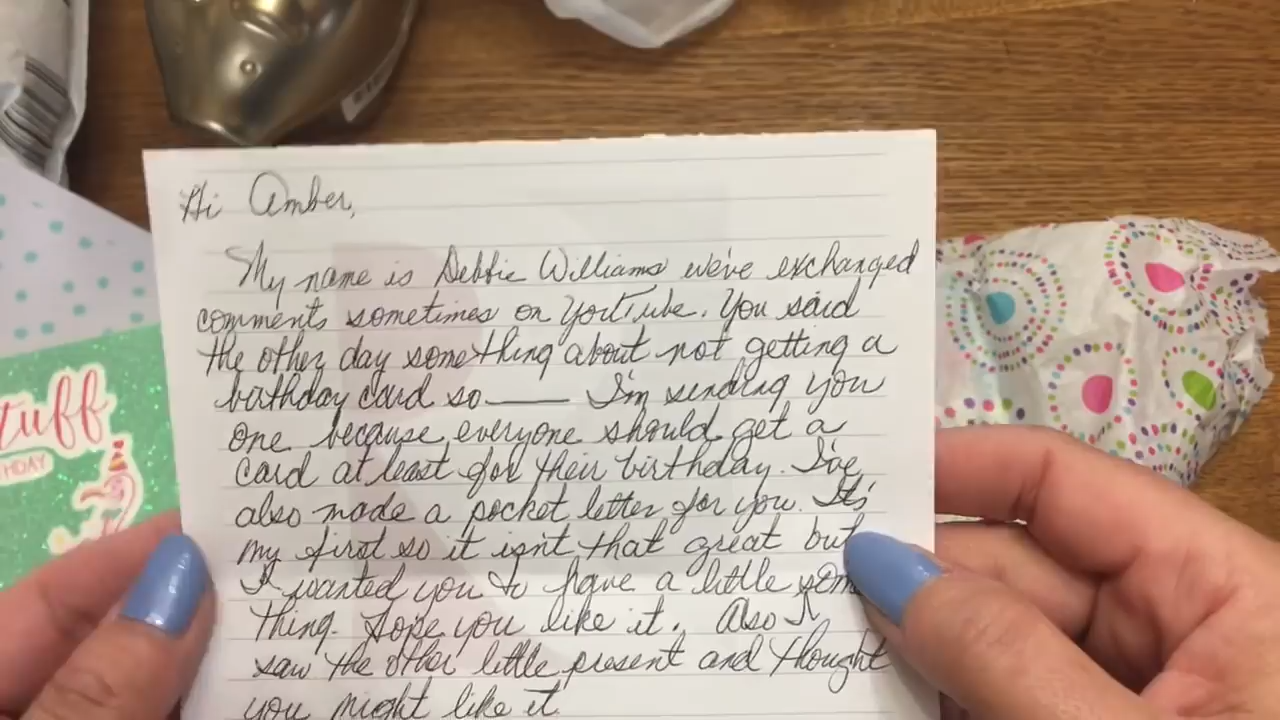 Hi Amber,
My name is Debbie Williams we've exchanged
comments sometimes on YouTube. You said
the other day something about not getting a
birthday card so—— I'm sending you
one because everyone should get a
card at least for their birthday. I've
also made a pocket letter for you. It's
my first so it isn't that great but
I wanted you to have a little some
thing. Hope you like it. Also I
saw the other little present and thought
you might like it
tuff
HDAY